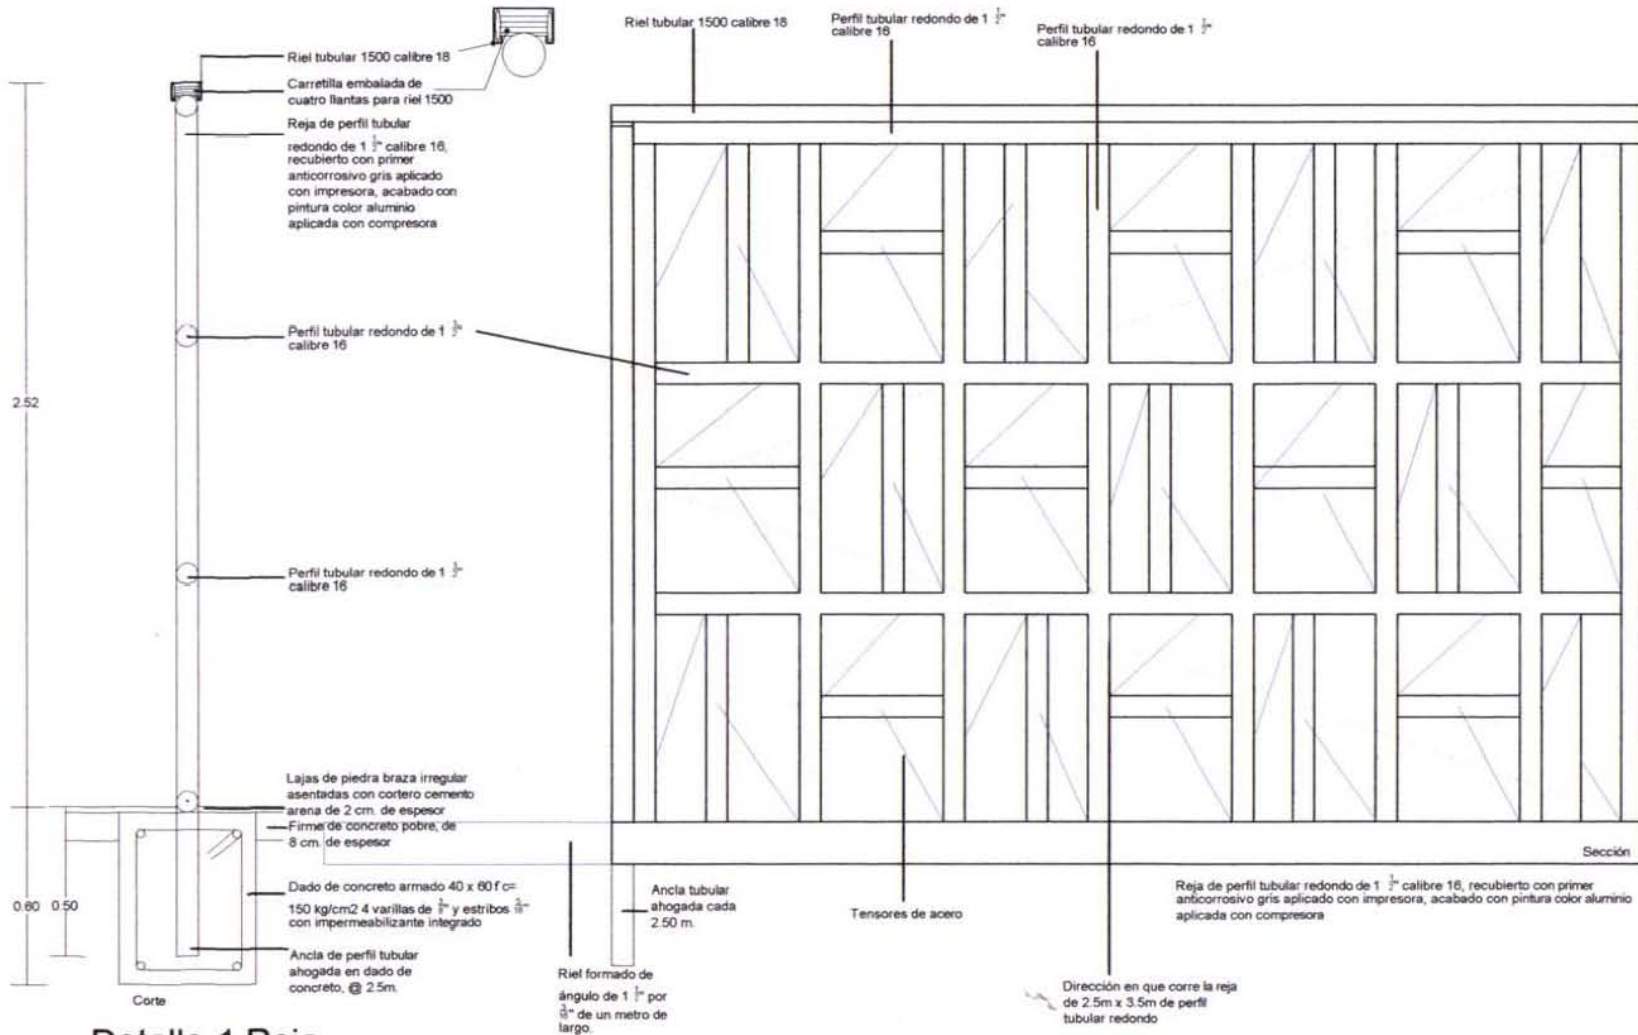 Riel tubular 1500 calibre 18
Carretilla embalada de
cuatro llantas para riel 1500
Reja de perfil tubular
redondo de 1 1/2" calibre 16,
recubierto con primer
anticorrosivo gris aplicado
con impresora, acabado con
pintura color aluminio
aplicada con compresora
Perfil tubular redondo de 1 1/2"
calibre 16
Perfil tubular redondo de 1 1/2"
calibre 16
Lajas de piedra braza irregular
asentadas con cortero cemento
arena de 2 cm. de espesor
Firme de concreto pobre, de
8 cm. de espesor
Dado de concreto armado 40 x 60 f'c=
150 kg/cm2 4 varillas de y estribos
con impermeabilizante integrado
Ancla de perfil tubular
ahogada en dado de
concreto, @ 2.5m.
2.52
0.60
0.50
Corte
Riel tubular 1500 calibre 18
Perfil tubular redondo de 1 1/2"
calibre 16
Perfil tubular redondo de 1 1/2"
calibre 16
Sección
Ancla tubular
ahogada cada
2.50 m.
Tensores de acero
Reja de perfil tubular redondo de 1 1/2" calibre 16, recubierto con primer
anticorrosivo gris aplicado con impresora, acabado con pintura color aluminio
aplicada con compresora
Riel formado de
ángulo de 1 1/2" por
de un metro de
largo.
Dirección en que corre la reja
de 2.5m x 3.5m de perfil
tubular redondo
Detalle 1 Reja